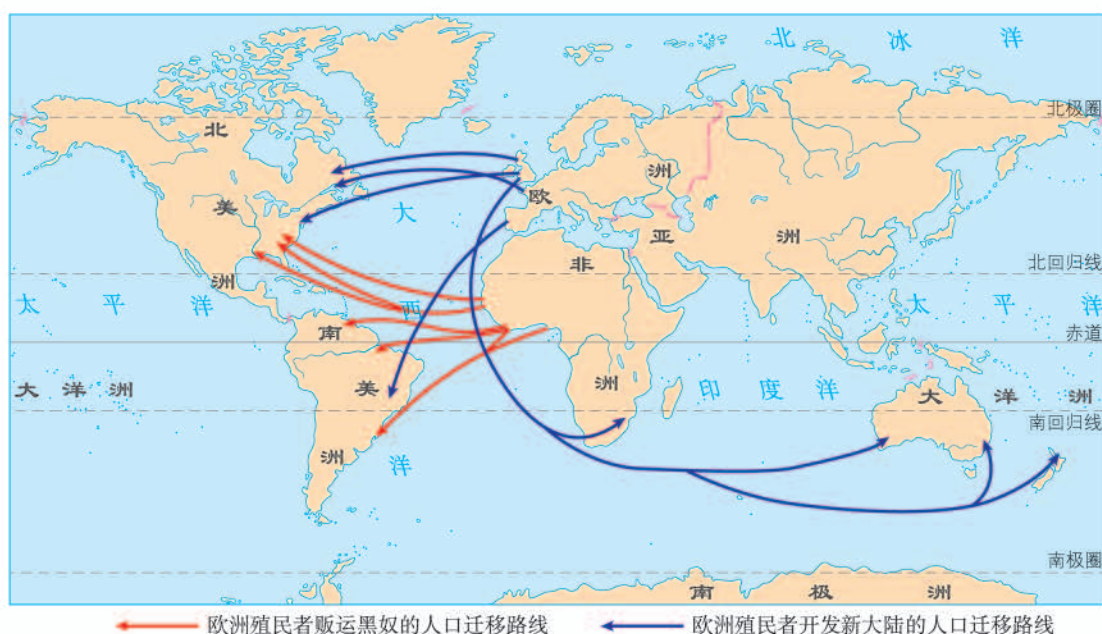 北 冰 洋
北极圈
北
美
洲
欧
洲
亚
洲
大
西
洋
非
洲
北回归线
太 平 洋
太 平 洋
南
美
洲
赤道
大 洋 洲
印 度 洋
大 洋 洲
南回归线
南极圈
南 极 洲
欧洲殖民者贩运黑奴的人口迁移路线
欧洲殖民者开发新大陆的人口迁移路线